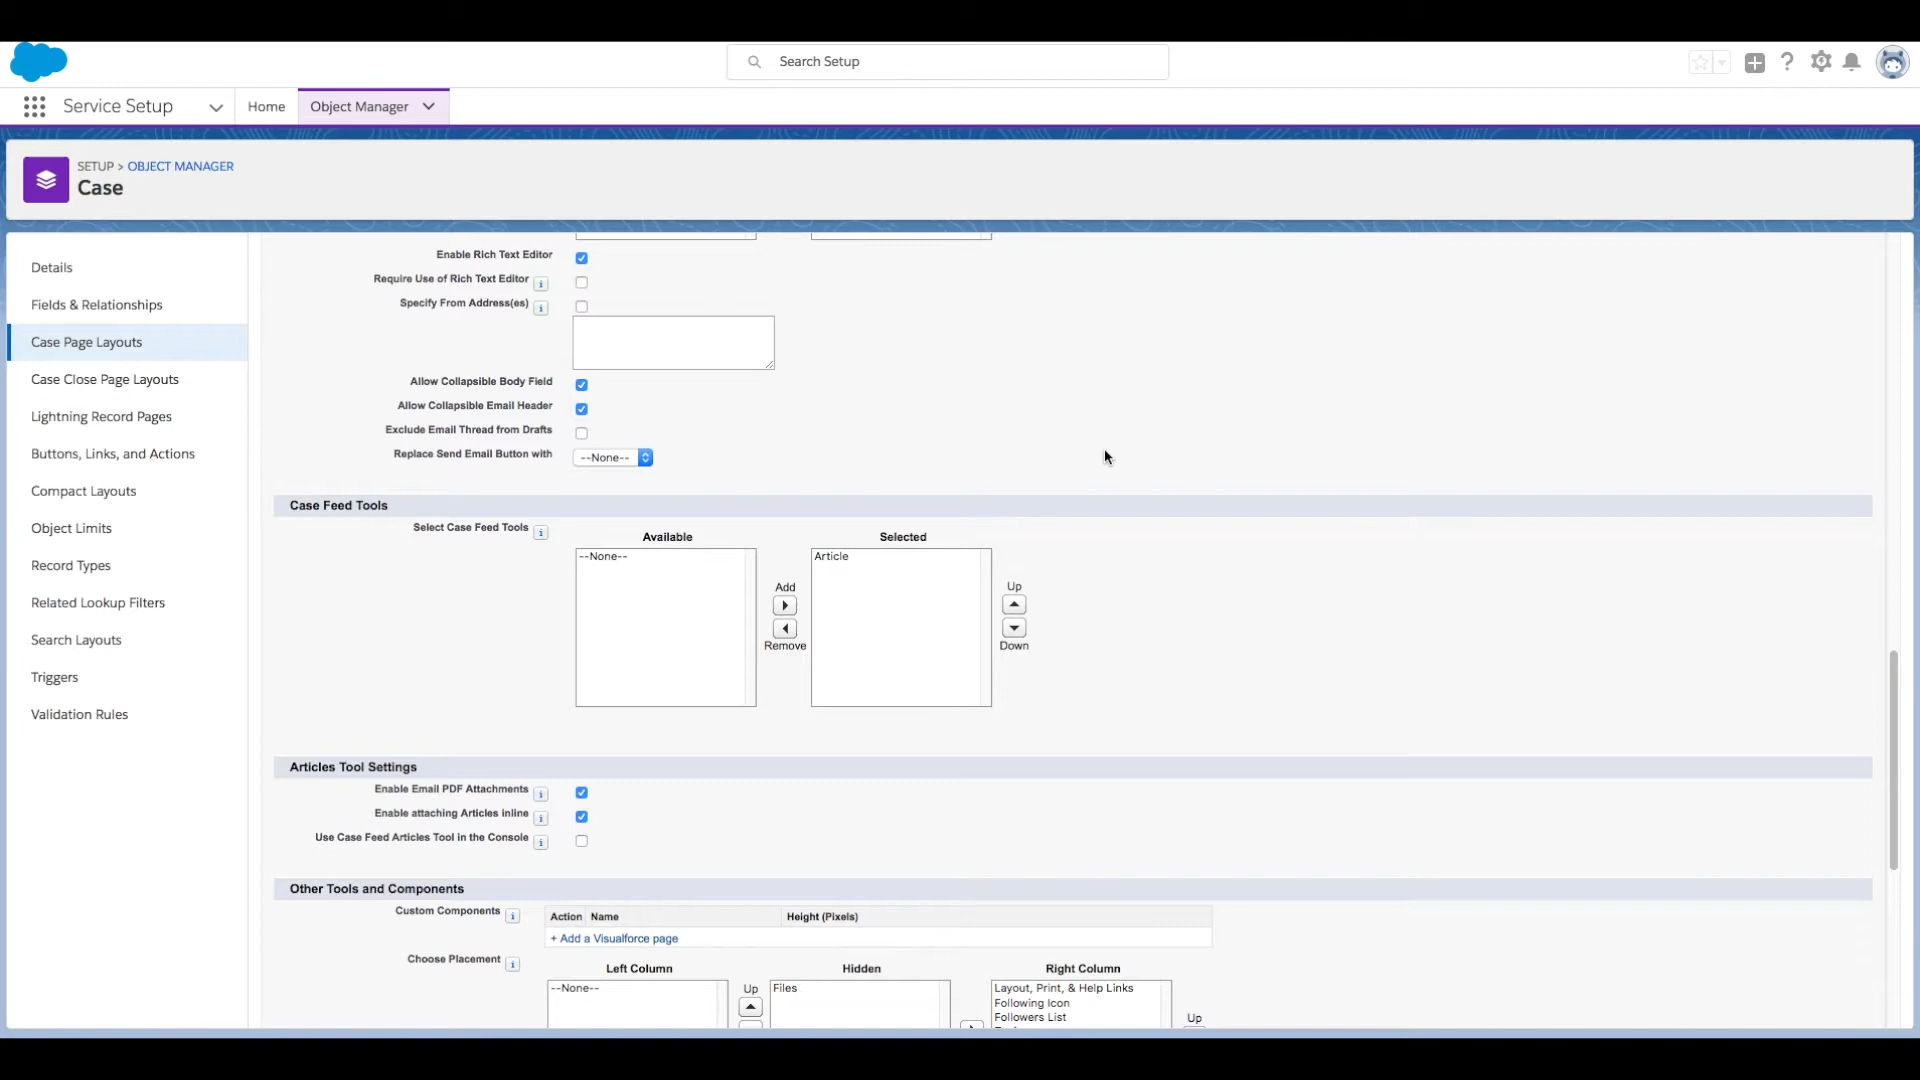 Search Setup
Service Setup
Home
Object Manager
SETUP > OBJECT MANAGER
Case
Details
Fields & Relationships
Case Page Layouts
Case Close Page Layouts
Lightning Record Pages
Buttons, Links, and Actions
Compact Layouts
Object Limits
Record Types
Related Lookup Filters
Search Layouts
Triggers
Validation Rules
Enable Rich Text Editor
Require Use of Rich Text Editor
Specify From Address(es)
Allow Collapsible Body Field
Allow Collapsible Email Header
Exclude Email Thread from Drafts
Replace Send Email Button with --None--
Case Feed Tools
Select Case Feed Tools
Available Selected
--None-- Article
Add Up
Remove Down
Articles Tool Settings
Enable Email PDF Attachments
Enable attaching Articles inline
Use Case Feed Articles Tool in the Console
Other Tools and Components
Custom Components
Action Name Height (Pixels)
+ Add a Visualforce page
Choose Placement
Left Column Hidden Right Column
--None-- Up Files Layout, Print, & Help Links
Following Icon
Followers List
Up